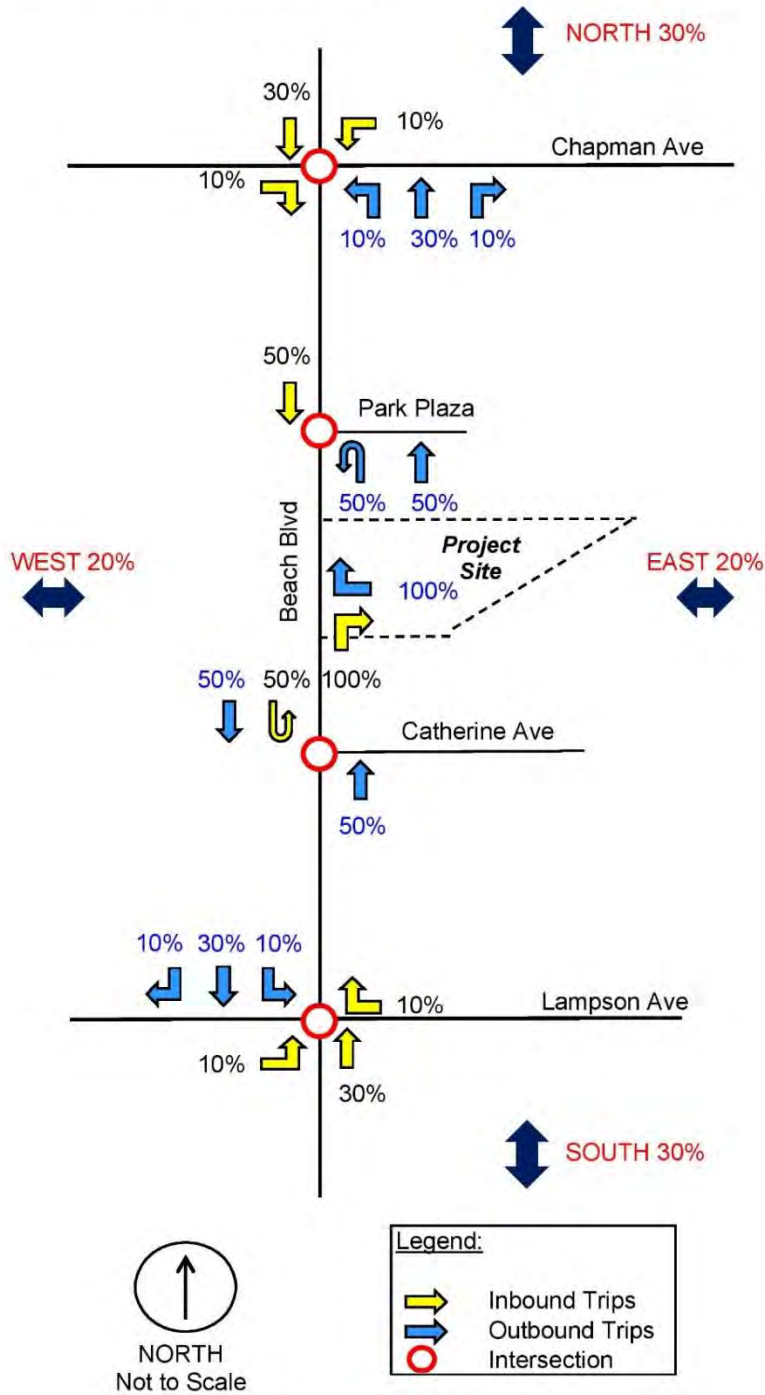 NORTH 30%
30%
10%
Chapman Ave
10%
10% 30% 10%
50%
Park Plaza
50% 50%
Beach Blvd
Project
Site
WEST 20%
EAST 20%
100%
50% 50% 100%
Catherine Ave
50%
10% 30% 10%
10%
Lampson Ave
10%
30%
SOUTH 30%
Legend:
Inbound Trips
Outbound Trips
Intersection
NORTH
Not to Scale